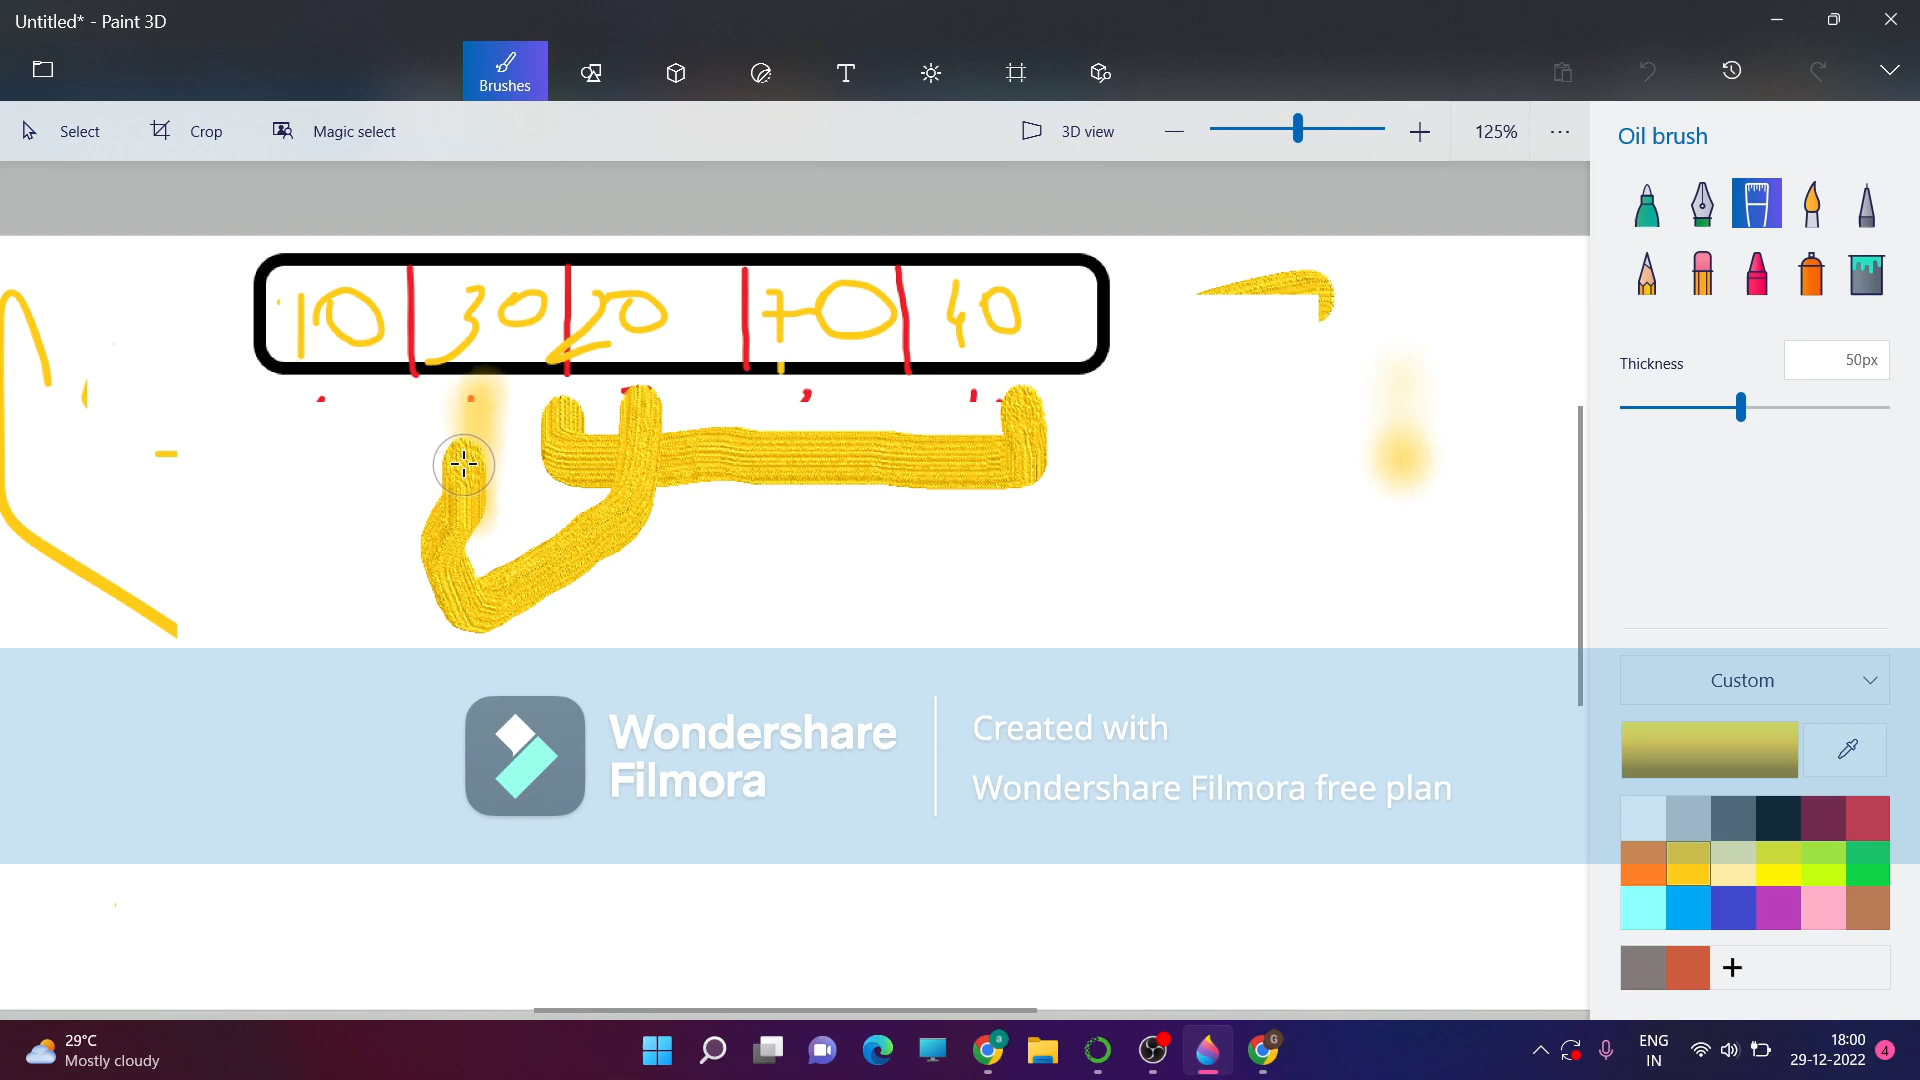 Untitled* - Paint 3D
Brushes
Select Crop Magic select 3D view 125%
Oil brush
Thickness 50px
10 30 20 70 40
Custom
Wondershare Filmora
Created with
Wondershare Filmora free plan
29°C
Mostly cloudy
a
G
ENG
IN
18:00
29-12-2022
4